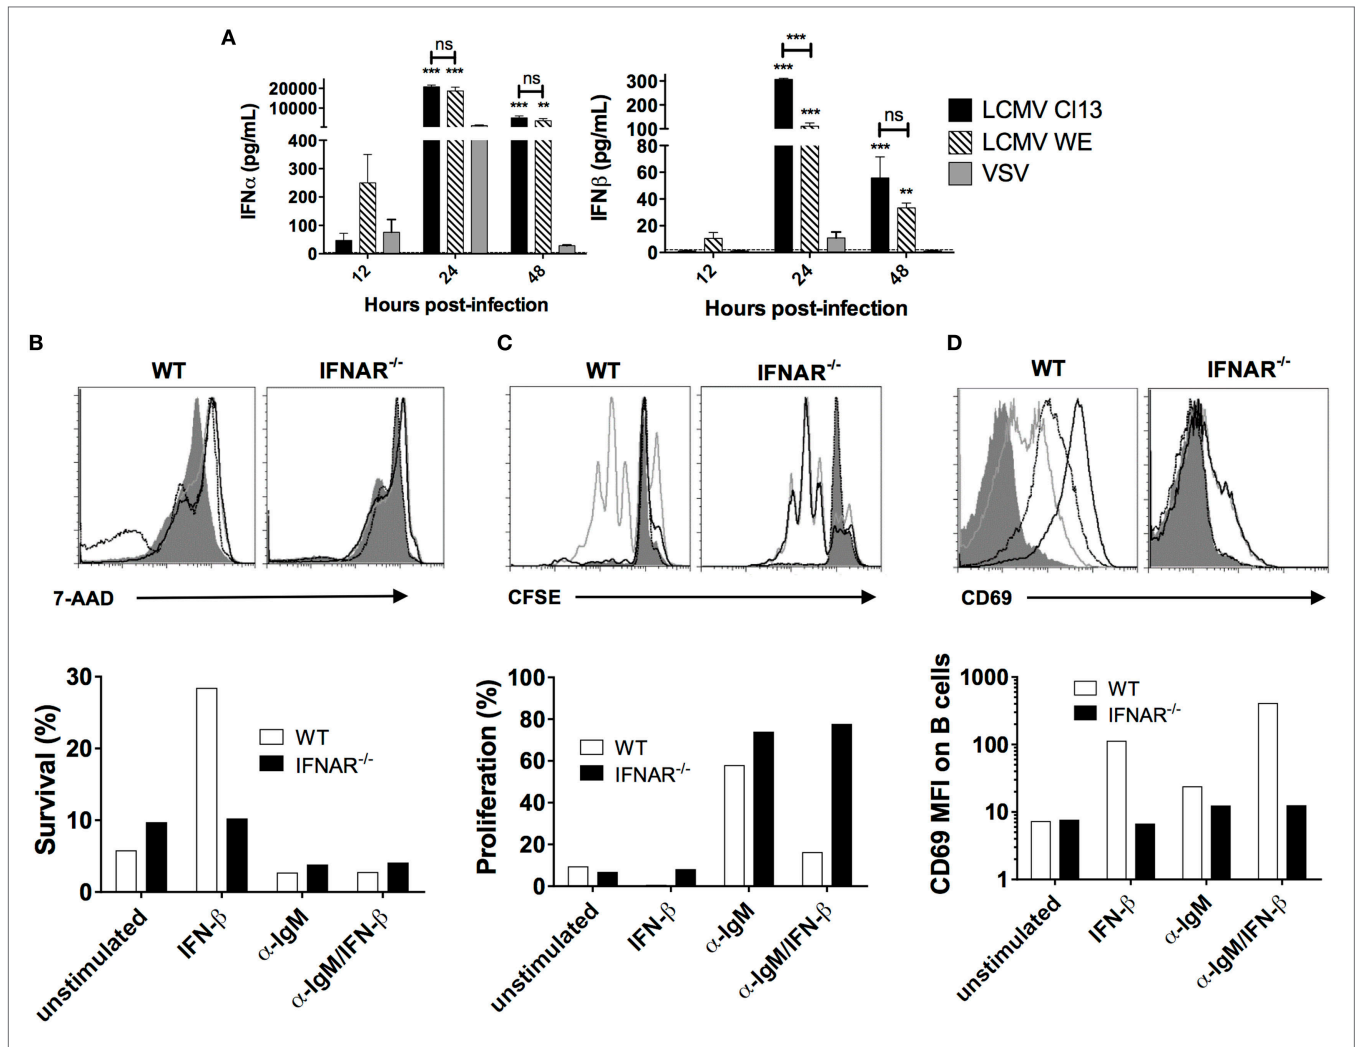 A
ns
*** ***
ns
*** **
IFNα (pg/mL)
20000
10000
400
300
200
100
0
12
24
48
Hours post-infection
***
***
***
ns
***
**
IFNβ (pg/mL)
300
200
100
80
60
40
20
0
12
24
48
Hours post-infection
LCMV Cl13
LCMV WE
VSV
B
WT
IFNAR-/-
7-AAD
Survival (%)
30
20
10
0
WT
IFNAR-/-
unstimulated
IFN-β
α-IgM
α-IgM/IFN-β
C
WT
IFNAR-/-
CFSE
Proliferation (%)
100
80
60
40
20
0
WT
IFNAR-/-
unstimulated
IFN-β
α-IgM
α-IgM/IFN-β
D
WT
IFNAR-/-
CD69
CD69 MFI on B cells
1000
100
10
1
WT
IFNAR-/-
unstimulated
IFN-β
α-IgM
α-IgM/IFN-β